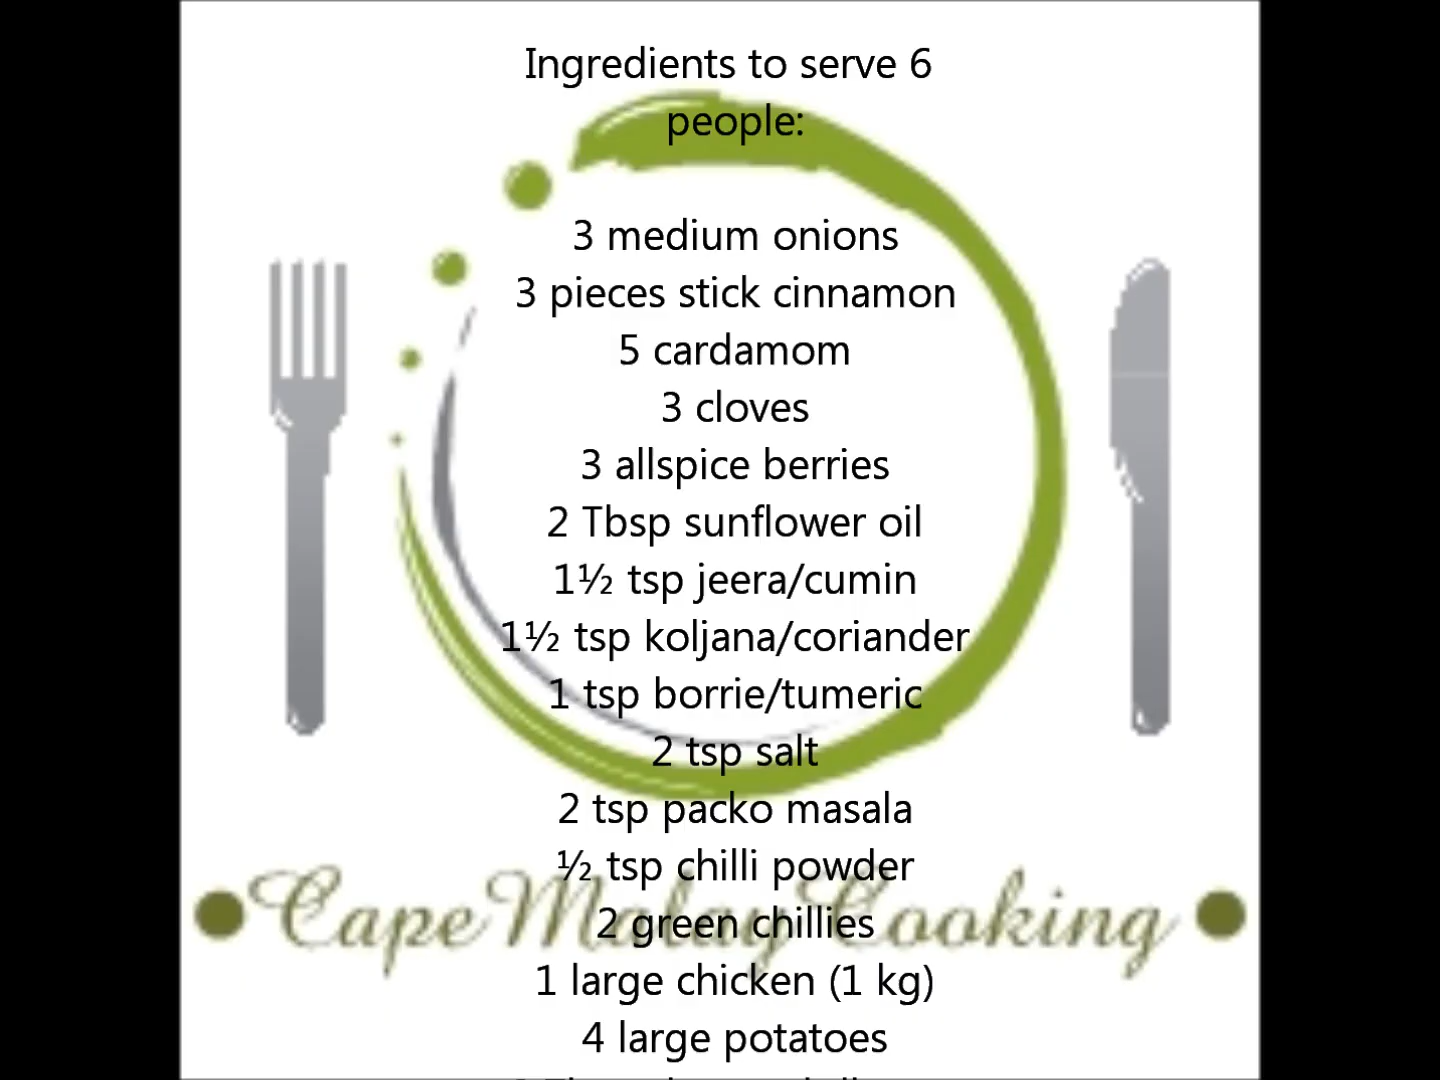 Ingredients to serve 6
people:
3 medium onions
3 pieces stick cinnamon
5 cardamom
3 cloves
3 allspice berries
2 Tbsp sunflower oil
1½ tsp jeera/cumin
1½ tsp koljana/coriander
1 tsp borrie/tumeric
2 tsp salt
2 tsp packo masala
½ tsp chilli powder
Cape Malay Cooking
2 green chillies
1 large chicken (1 kg)
4 large potatoes